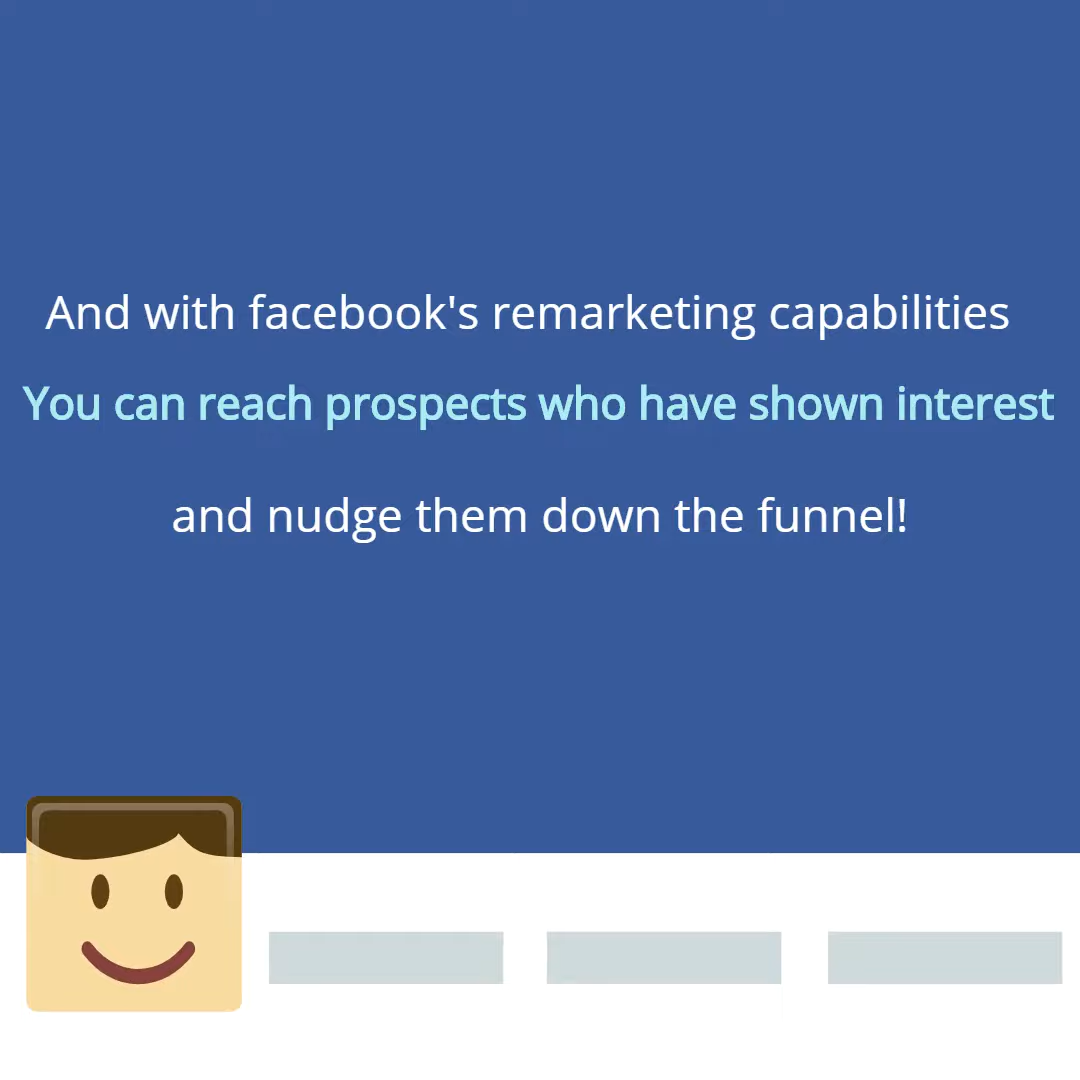 And with facebook's remarketing capabilities
You can reach prospects who have shown interest
and nudge them down the funnel!